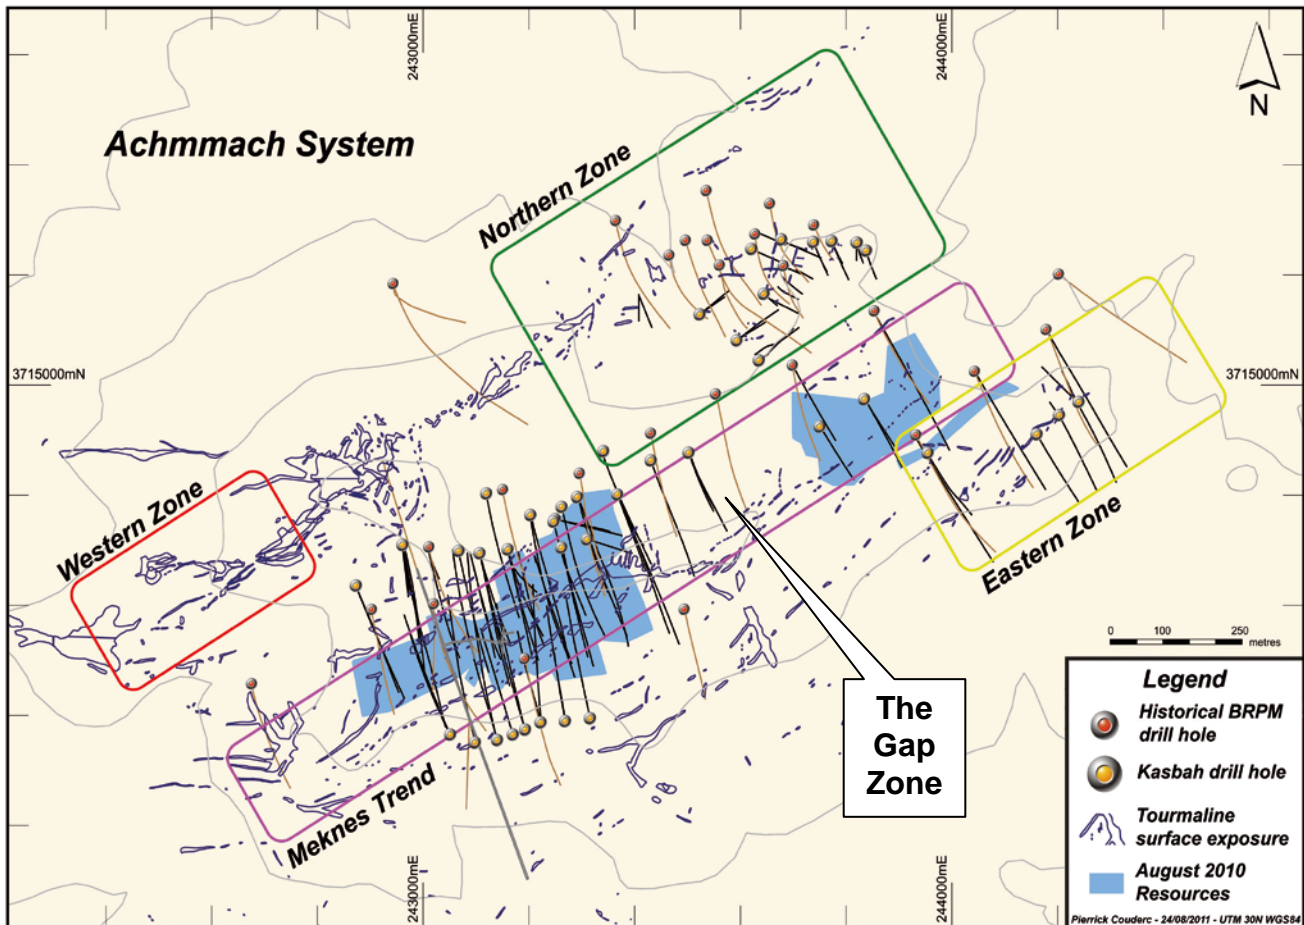 243000mE
244000mE
N
Achmmach System
Northern Zone
3715000mN
3715000mN
Western Zone
Eastern Zone
Meknes Trend
The
Gap
Zone
0 100 250
metres
Legend
Historical BRPM
drill hole
Kasbah drill hole
Tourmaline
surface exposure
August 2010
Resources
243000mE
244000mE
Pierrick Couderc - 24/08/2011 - UTM 30N WGS84